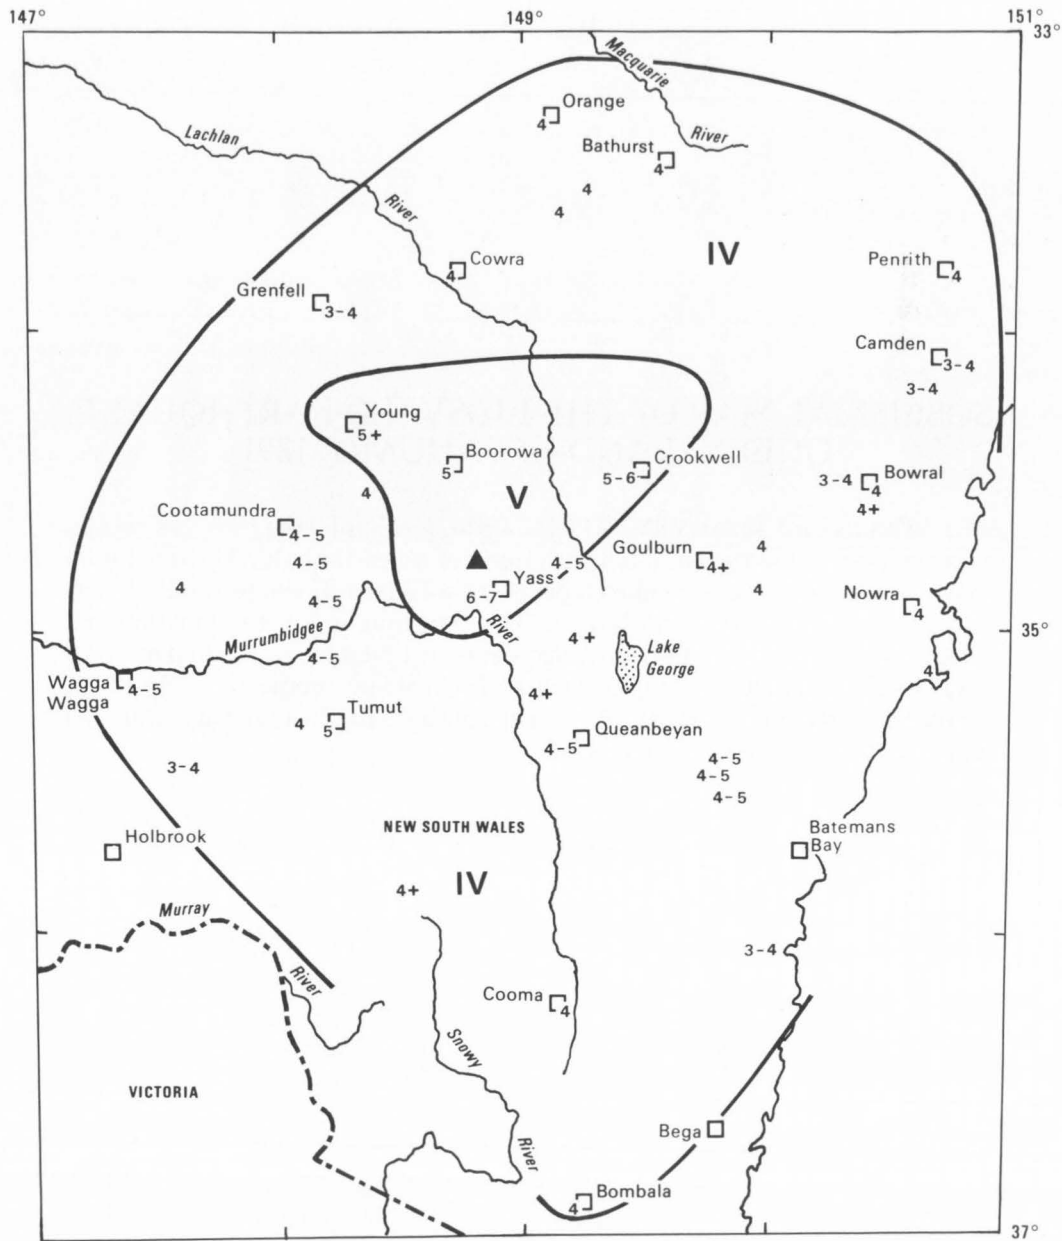 147° 149° 151°
33°
Macquarie
River
Orange
4
Bathurst
4
Lachlan
River
4
4
IV
Cowra
4
Penrith
4
Grenfell
3-4
Camden
3-4
3-4
Young
5+
Boorowa
5
Crookwell
5-6
Bowral
3-4
4
4+
4
V
Cootamundra
4-5
4-5
4
4-5
Goulburn
4+
4
4
4-5
Yass
6-7
Nowra
4
Murrumbidgee
River
4-5
4+
Lake
George
35°
4
Wagga
Wagga
4-5
4+
Tumut
4
5
Queanbeyan
4-5
4-5
4-5
4-5
3-4
NEW SOUTH WALES
Holbrook
Batemans
Bay
IV
4+
Murray
River
3-4
Cooma
4
Snowy
River
VICTORIA
Bega
Bombala
4
37°